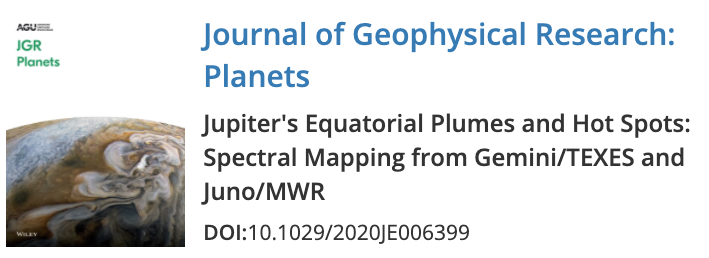 AGU
JGR
Planets
WILEY
Journal of Geophysical Research:
Planets
Jupiter's Equatorial Plumes and Hot Spots:
Spectral Mapping from Gemini/TEXES and
Juno/MWR
DOI:10.1029/2020JE006399